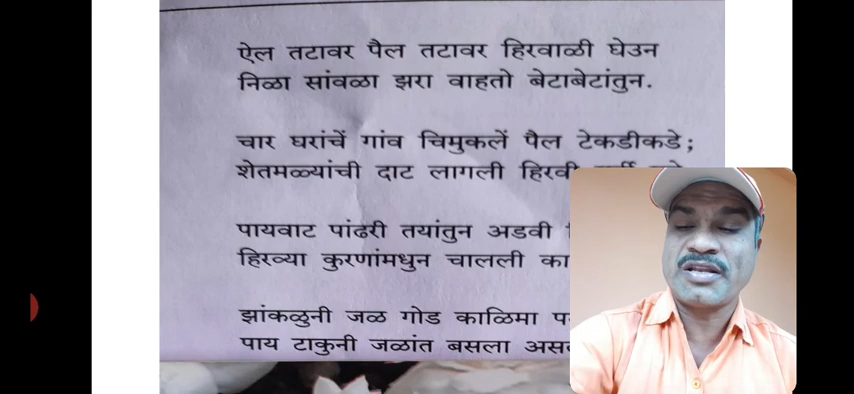 ऐल तटावर पैल तटावर हिरवाळी घेउन
निळा सांवळा झरा वाहतो बेटाबेटांतुन.
चार घरांचें गांव चिमुकलें पैल टेकडीकडे;
शेतमळ्यांची दाट लागली हिरवी
पायवाट पांढरी तयांतुन अडवी
हिरव्या कुरणांमधुन चालली
झांकळुनी जळ गोड काळिमा
पाय टाकुनी जळांत बसला